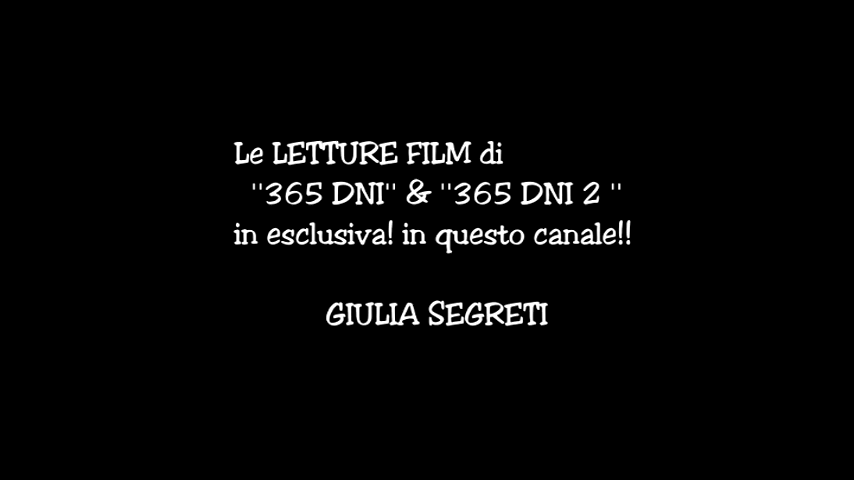 Le LETTURE FILM di
"365 DNI" & "365 DNI 2 "
in esclusiva! in questo canale!!
GIULIA SEGRETI